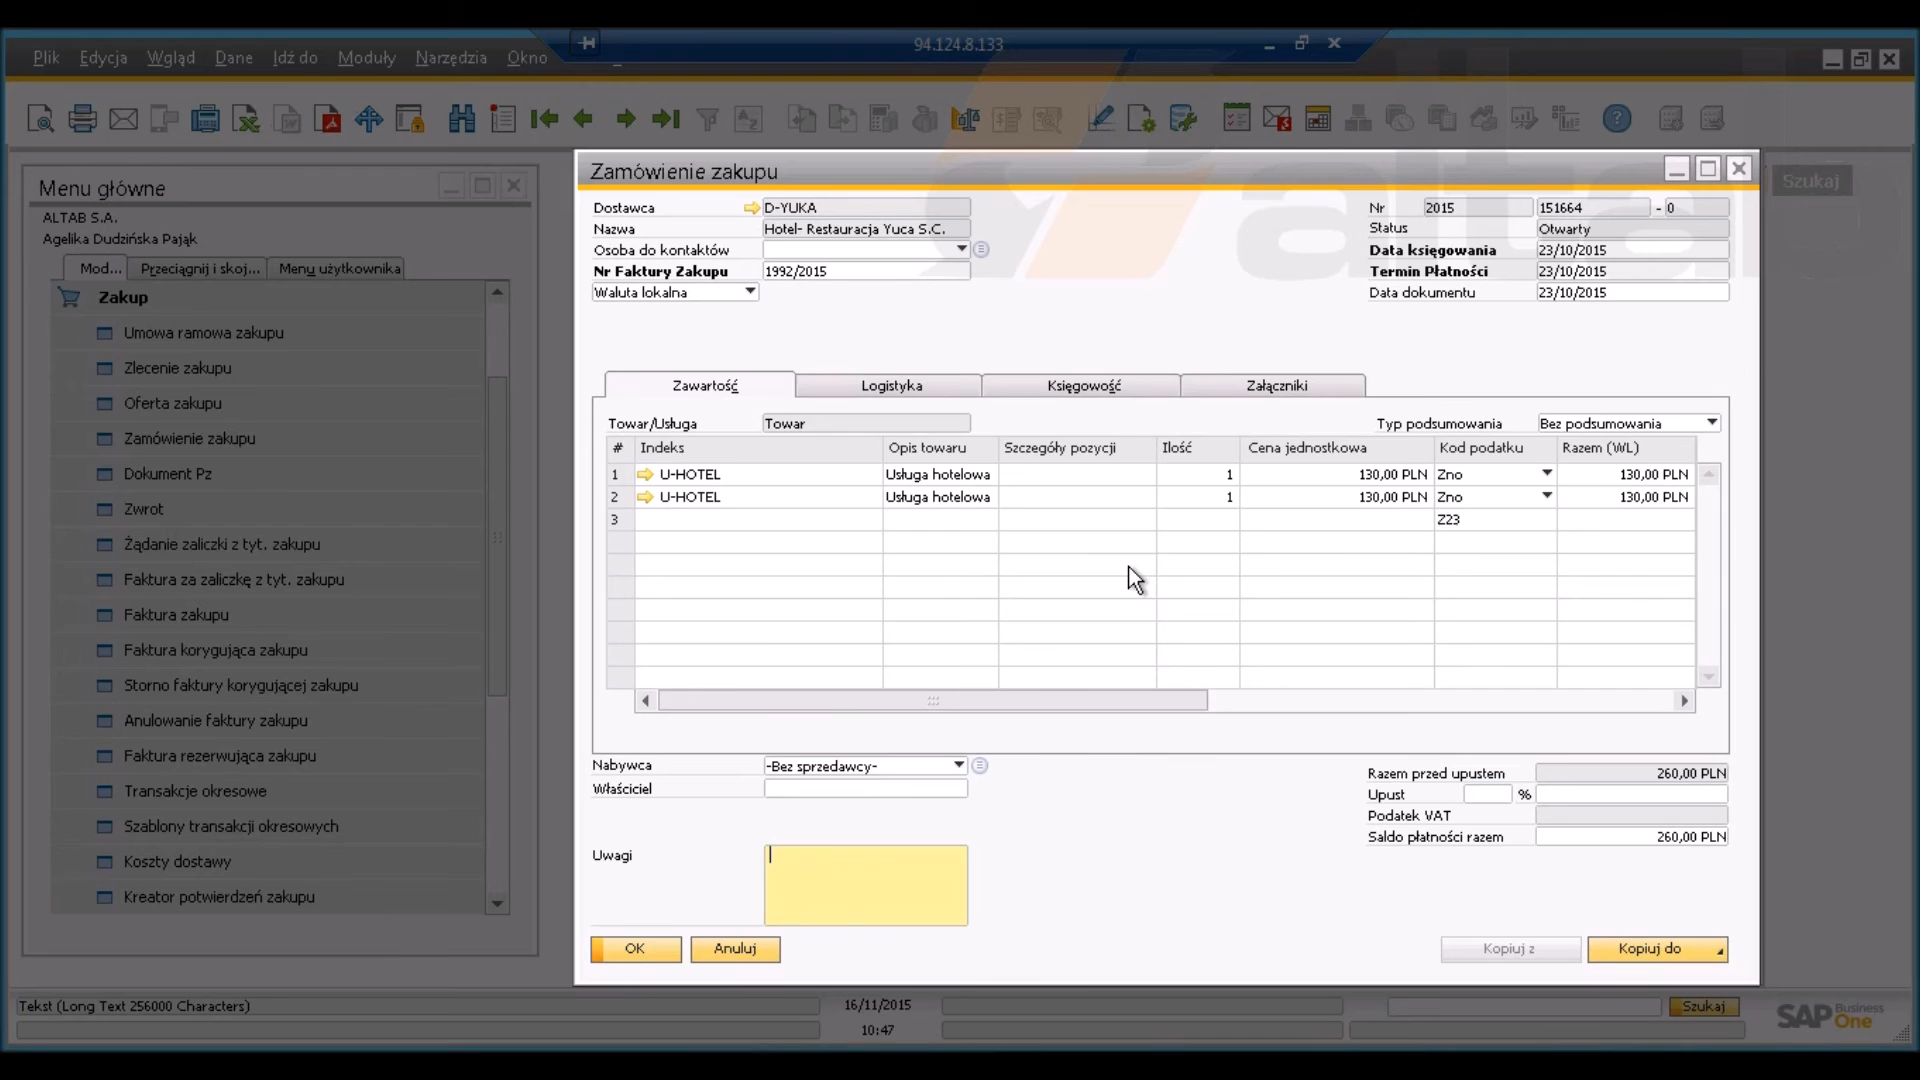 94.124.8.133
Plik Edycja Wgląd Dane Idź do Moduły Narzędzia Okno
Menu główne
ALTAB S.A.
Agelika Dudzińska Pająk
Mod... Przeciągnij i skoj... Menu użytkownika
Zakup
Umowa ramowa zakupu
Zlecenie zakupu
Oferta zakupu
Zamówienie zakupu
Dokument Pz
Zwrot
Żądanie zaliczki z tyt. zakupu
Faktura za zaliczkę z tyt. zakupu
Faktura zakupu
Faktura korygująca zakupu
Storno faktury korygującej zakupu
Anulowanie faktury zakupu
Faktura rezerwująca zakupu
Transakcje okresowe
Szablony transakcji okresowych
Koszty dostawy
Kreator potwierdzeń zakupu
Zamówienie zakupu
altab
Szukaj
Dostawca D-YUKA
Nazwa Hotel- Restauracja Yuca S.C.
Osoba do kontaktów
Nr Faktury Zakupu 1992/2015
Waluta lokalna
Nr 2015 151664 - 0
Status Otwarty
Data księgowania 23/10/2015
Termin Płatności 23/10/2015
Data dokumentu 23/10/2015
Zawartość Logistyka Księgowość Załączniki
Towar/Usługa Towar Typ podsumowania Bez podsumowania
# Indeks Opis towaru Szczegóły pozycji Ilość Cena jednostkowa Kod podatku Razem (WL)
1 U-HOTEL Usługa hotelowa 1 130,00 PLN Zno 130,00 PLN
2 U-HOTEL Usługa hotelowa 1 130,00 PLN Zno 130,00 PLN
3 Z23
Nabywca -Bez sprzedawcy-
Właściciel
Razem przed upustem 260,00 PLN
Upust %
Podatek VAT
Saldo płatności razem 260,00 PLN
Uwagi
OK Anuluj Kopiuj z Kopiuj do
Tekst (Long Text 256000 Characters) 16/11/2015 Szukaj
10:47
SAP Business One